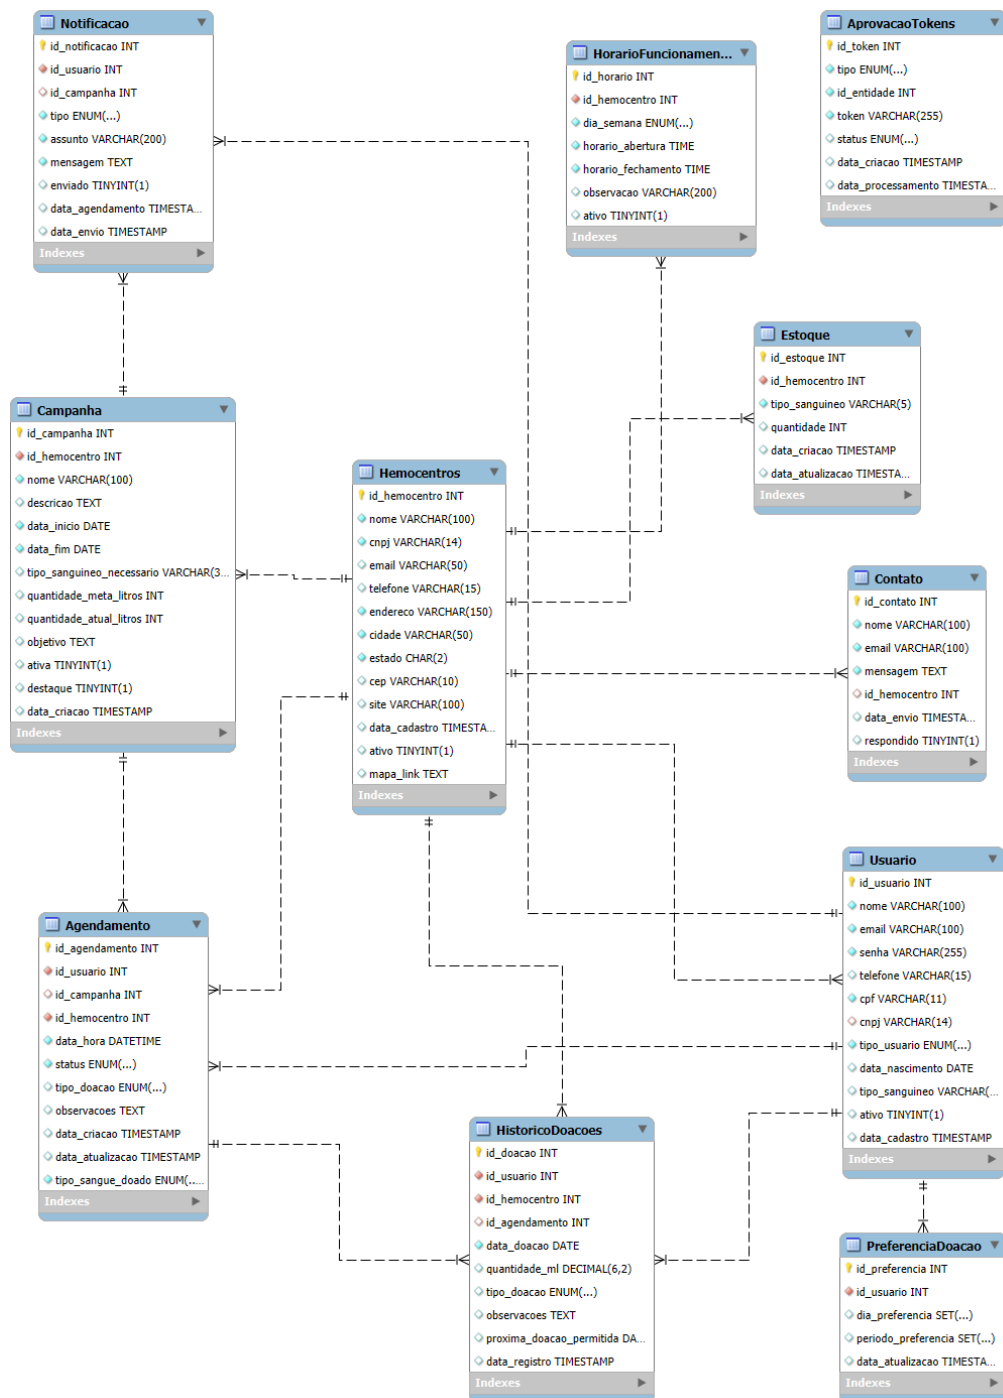 Notificacao
id_notificacao INT
id_usuario INT
id_campanha INT
tipo ENUM(...)
assunto VARCHAR(200)
mensagem TEXT
enviado TINYINT(1)
data_agendamento TIMESTA...
data_envio TIMESTAMP
Indexes
HorarioFuncionamen...
id_horario INT
id_hemocentro INT
dia_semana ENUM(...)
horario_abertura TIME
horario_fechamento TIME
observacao VARCHAR(200)
ativo TINYINT(1)
Indexes
AprovacaoTokens
id_token INT
tipo ENUM(...)
id_entidade INT
token VARCHAR(255)
status ENUM(...)
data_criacao TIMESTAMP
data_processamento TIMESTA...
Indexes
Estoque
id_estoque INT
id_hemocentro INT
tipo_sanguineo VARCHAR(5)
quantidade INT
data_criacao TIMESTAMP
data_atualizacao TIMESTA...
Indexes
Campanha
id_campanha INT
id_hemocentro INT
nome VARCHAR(100)
descricao TEXT
data_inicio DATE
data_fim DATE
tipo_sanguineo_necessario VARCHAR(3...
quantidade_meta_litros INT
quantidade_atual_litros INT
objetivo TEXT
ativa TINYINT(1)
destaque TINYINT(1)
data_criacao TIMESTAMP
Indexes
Hemocentros
id_hemocentro INT
nome VARCHAR(100)
cnpj VARCHAR(14)
email VARCHAR(50)
telefone VARCHAR(15)
endereco VARCHAR(150)
cidade VARCHAR(50)
estado CHAR(2)
cep VARCHAR(10)
site VARCHAR(100)
data_cadastro TIMESTA...
ativo TINYINT(1)
mapa_link TEXT
Indexes
Contato
id_contato INT
nome VARCHAR(100)
email VARCHAR(100)
mensagem TEXT
id_hemocentro INT
data_envio TIMESTA...
respondido TINYINT(1)
Indexes
Usuario
id_usuario INT
nome VARCHAR(100)
email VARCHAR(100)
senha VARCHAR(255)
telefone VARCHAR(15)
cpf VARCHAR(11)
cnpj VARCHAR(14)
tipo_usuario ENUM(...)
data_nascimento DATE
tipo_sanguineo VARCHAR(...
ativo TINYINT(1)
data_cadastro TIMESTAMP
Indexes
Agendamento
id_agendamento INT
id_usuario INT
id_campanha INT
id_hemocentro INT
data_hora DATETIME
status ENUM(...)
tipo_doacao ENUM(...)
observacoes TEXT
data_criacao TIMESTAMP
data_atualizacao TIMESTAMP
tipo_sangue_doado ENUM(...
Indexes
HistoricoDoacoes
id_doacao INT
id_usuario INT
id_hemocentro INT
id_agendamento INT
data_doacao DATE
quantidade_ml DECIMAL(6,2)
tipo_doacao ENUM(...)
observacoes TEXT
proxima_doacao_permitida DA...
data_registro TIMESTAMP
Indexes
PreferenciaDoacao
id_preferencia INT
id_usuario INT
dia_preferencia SET(...)
periodo_preferencia SET(...)
data_atualizacao TIMESTAMP
Indexes